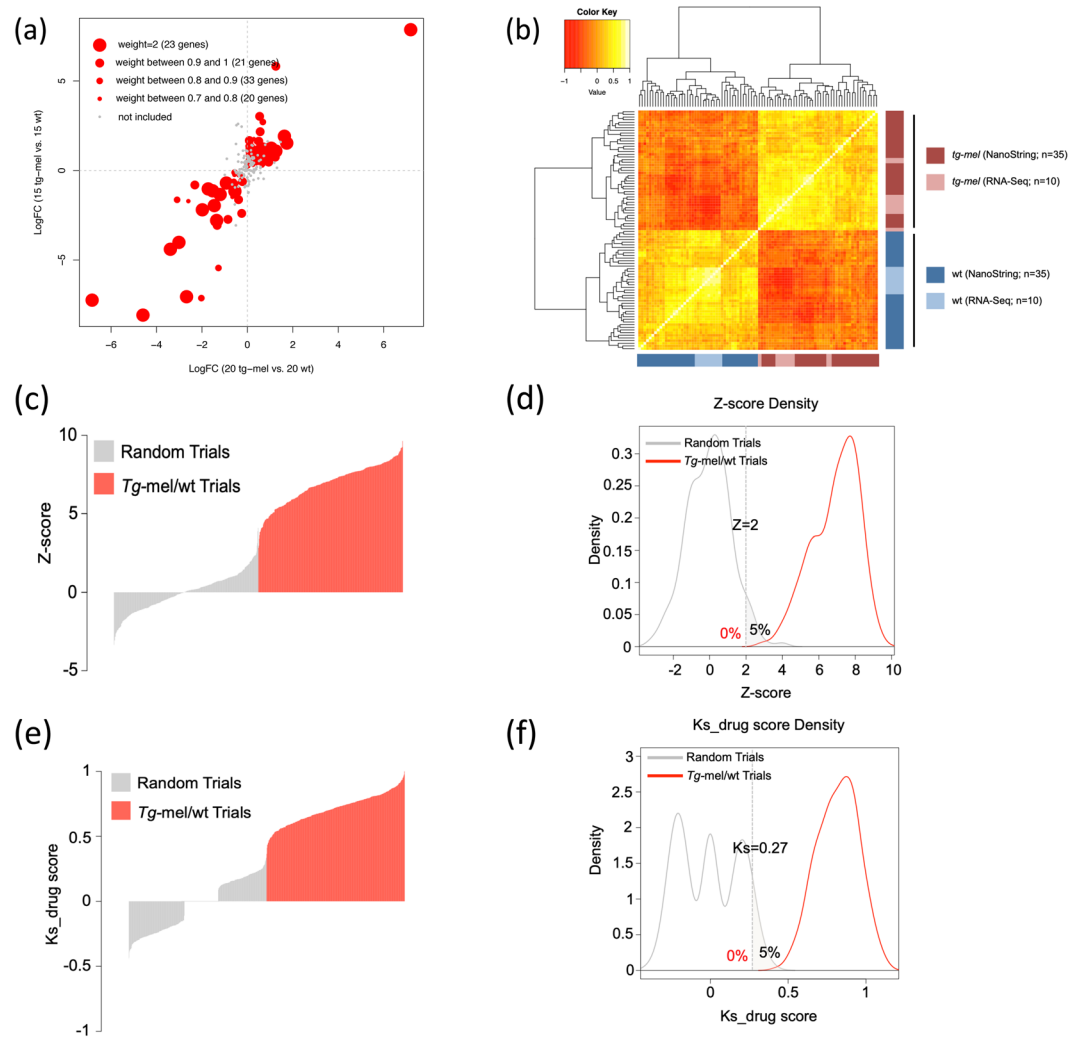 (a)
weight=2 (23 genes)
weight between 0.9 and 1 (21 genes)
weight between 0.8 and 0.9 (33 genes)
weight between 0.7 and 0.8 (20 genes)
not included
LogFC (15 tg-mel vs. 15 wt)
5
0
−5
−6
−4
−2
0
2
4
6
LogFC (20 tg-mel vs. 20 wt)
(b)
Color Key
−1
0
0.5
1
Value
tg-mel (NanoString; n=35)
tg-mel (RNA-Seq; n=10)
wt (NanoString; n=35)
wt (RNA-Seq; n=10)
(c)
10
5
0
-5
Z-score
Random Trials
Tg-mel/wt Trials
(d)
Z-score Density
Random Trials
Tg-mel/wt Trials
0.3
0.25
0.2
0.15
0.1
0.05
0
Density
Z=2
0%
5%
-2
0
2
4
6
8
10
Z-score
(e)
1
0.5
0
-0.5
-1
Ks_drug score
Random Trials
Tg-mel/wt Trials
(f)
Ks_drug score Density
Random Trials
Tg-mel/wt Trials
3
2.5
2
1.5
1
0.5
0
Density
Ks=0.27
0%
5%
0
0.5
1
Ks_drug score